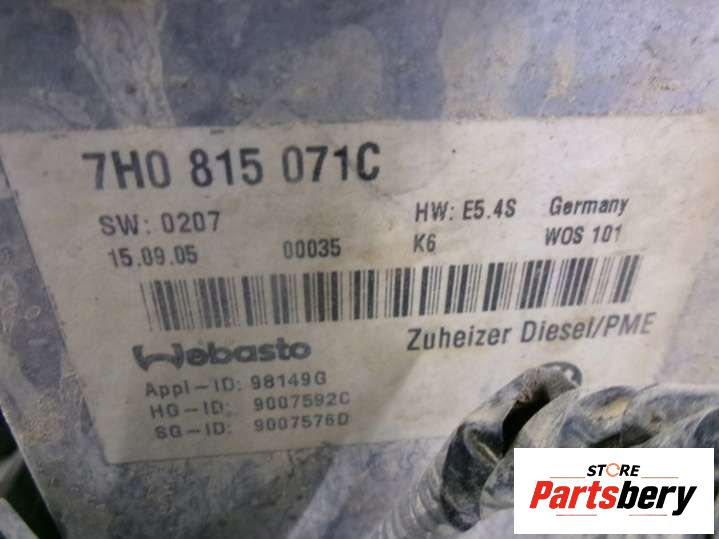 7H0 815 071C
SW: 0207 HW: E5.4S Germany
15.09.05 00035 K6 WOS 101
Webasto Zuheizer Diesel/PME
Appl-ID: 98149G
HG-ID: 9007592C
SG-ID: 9007576D
STORE
Partsbery